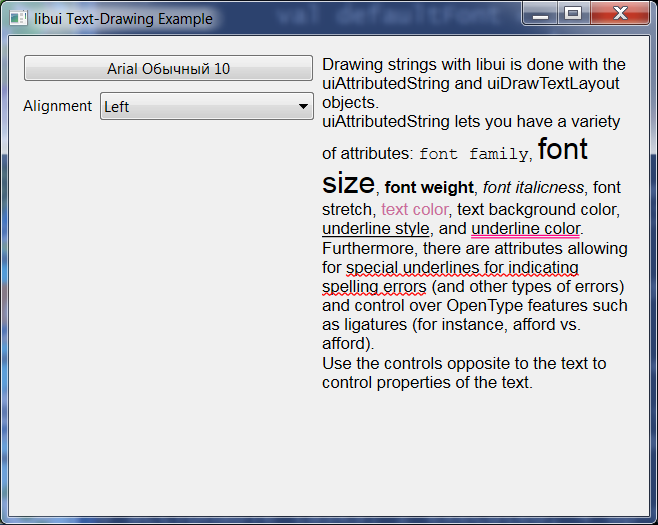 val defaultFont
libui Text-Drawing Example
Arial Обычный 10
Alignment Left
Drawing strings with libui is done with the
uiAttributedString and uiDrawTextLayout
objects.
uiAttributedString lets you have a variety
of attributes: font family, font
size, font weight, font italicness, font
stretch, text color, text background color,
underline style, and underline color.
Furthermore, there are attributes allowing
for special underlines for indicating
spelling errors (and other types of errors)
and control over OpenType features such
as ligatures (for instance, afford vs.
afford).
Use the controls opposite to the text to
control properties of the text.